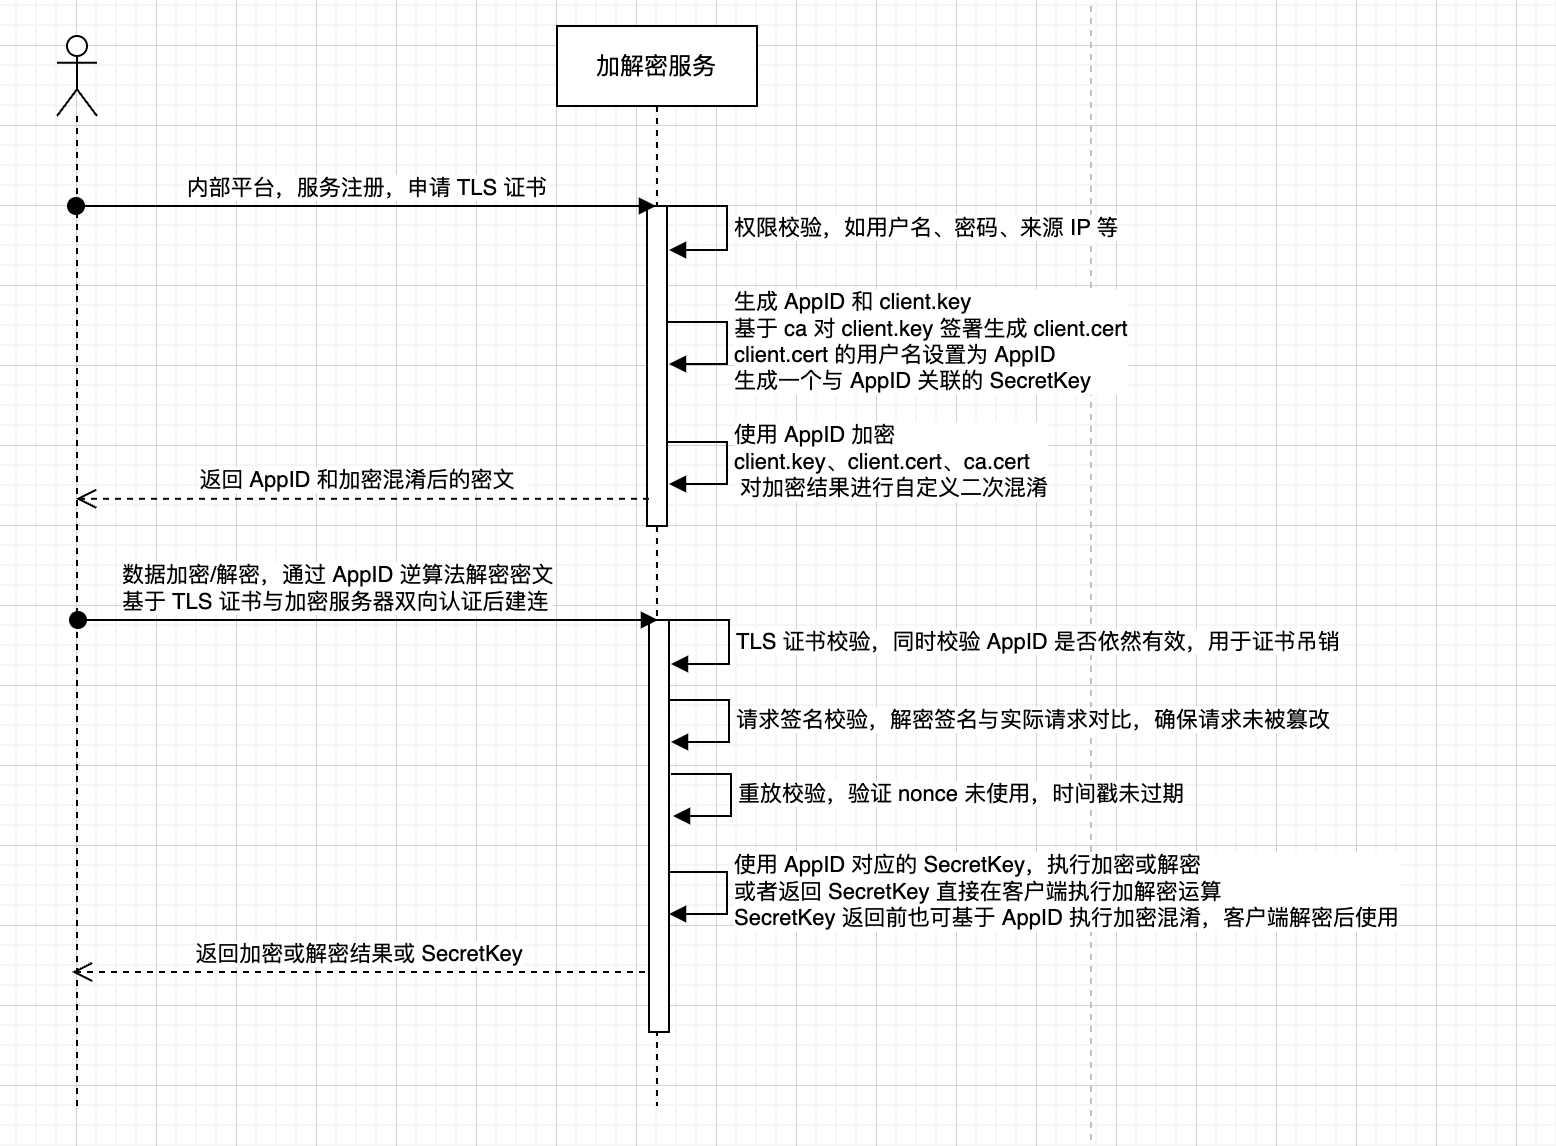 加解密服务
内部平台，服务注册，申请 TLS 证书
权限校验，如用户名、密码、来源 IP 等
生成 AppID 和 client.key
基于 ca 对 client.key 签署生成 client.cert
client.cert 的用户名设置为 AppID
生成一个与 AppID 关联的 SecretKey
使用 AppID 加密
client.key、client.cert、ca.cert
对加密结果进行自定义二次混淆
返回 AppID 和加密混淆后的密文
数据加密/解密，通过 AppID 逆算法解密密文
基于 TLS 证书与加密服务器双向认证后建连
TLS 证书校验，同时校验 AppID 是否依然有效，用于证书吊销
请求签名校验，解密签名与实际请求对比，确保请求未被篡改
重放校验，验证 nonce 未使用，时间戳未过期
使用 AppID 对应的 SecretKey，执行加密或解密
或者返回 SecretKey 直接在客户端执行加解密运算
SecretKey 返回前也可基于 AppID 执行加密混淆，客户端解密后使用
返回加密或解密结果或 SecretKey